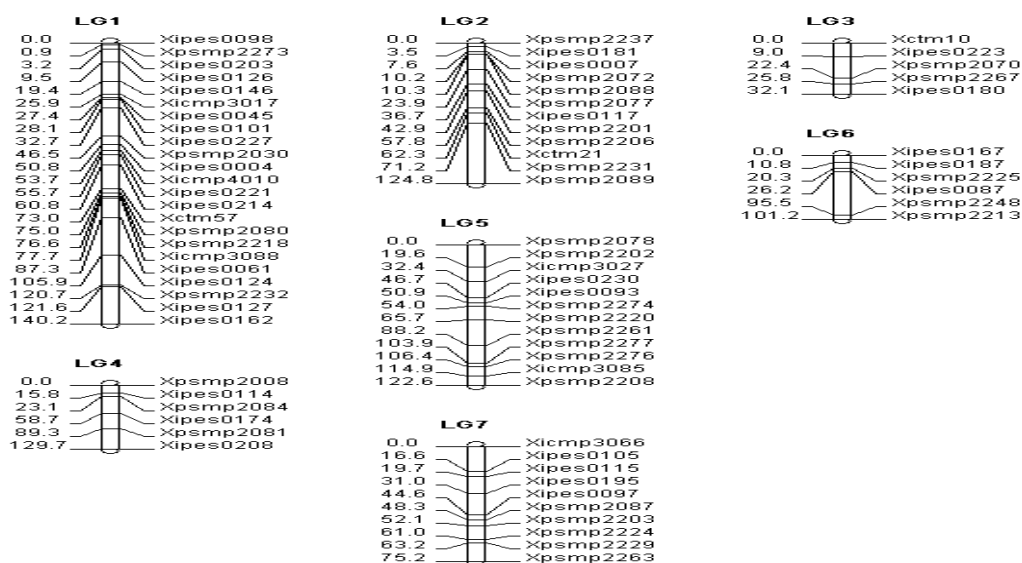 LG1
0.0 Xipes0098
0.9 Xpsmp2273
3.2 Xipes0203
9.5 Xipes0126
19.4 Xipes0146
25.9 Xicmp3017
27.4 Xipes0045
28.1 Xipes0101
32.7 Xipes0227
46.5 Xpsmp2030
50.8 Xipes0004
53.7 Xicmp4010
55.7 Xipes0221
60.8 Xipes0214
73.0 Xctm57
75.0 Xpsmp2080
76.6 Xpsmp2218
77.7 Xicmp3088
87.3 Xipes0061
105.9 Xipes0124
120.7 Xpsmp2232
121.6 Xipes0127
140.2 Xipes0162
LG4
0.0 Xpsmp2008
15.8 Xipes0114
23.1 Xpsmp2084
58.7 Xipes0174
89.3 Xpsmp2081
129.7 Xipes0208
LG2
0.0 Xpsmp2237
3.5 Xipes0181
7.6 Xipes0007
10.2 Xpsmp2072
10.3 Xpsmp2088
23.9 Xpsmp2077
36.7 Xipes0117
42.9 Xpsmp2201
57.8 Xpsmp2206
62.3 Xctm21
71.2 Xpsmp2231
124.8 Xpsmp2089
LG5
0.0 Xpsmp2078
19.6 Xpsmp2202
32.4 Xicmp3027
46.7 Xipes0230
50.9 Xipes0093
54.0 Xpsmp2274
65.7 Xpsmp2220
88.2 Xpsmp2261
103.9 Xpsmp2277
106.4 Xpsmp2276
114.9 Xicmp3085
122.6 Xpsmp2208
LG7
0.0 Xicmp3066
16.6 Xipes0105
19.7 Xipes0115
31.0 Xipes0195
44.6 Xipes0097
48.3 Xpsmp2087
52.1 Xpsmp2203
61.0 Xpsmp2224
63.2 Xpsmp2229
75.2 Xpsmp2263
LG3
0.0 Xctm10
9.0 Xipes0223
22.4 Xpsmp2070
25.8 Xpsmp2267
32.1 Xipes0180
LG6
0.0 Xipes0167
10.8 Xipes0187
20.3 Xpsmp2225
26.2 Xipes0087
95.5 Xpsmp2248
101.2 Xpsmp2213